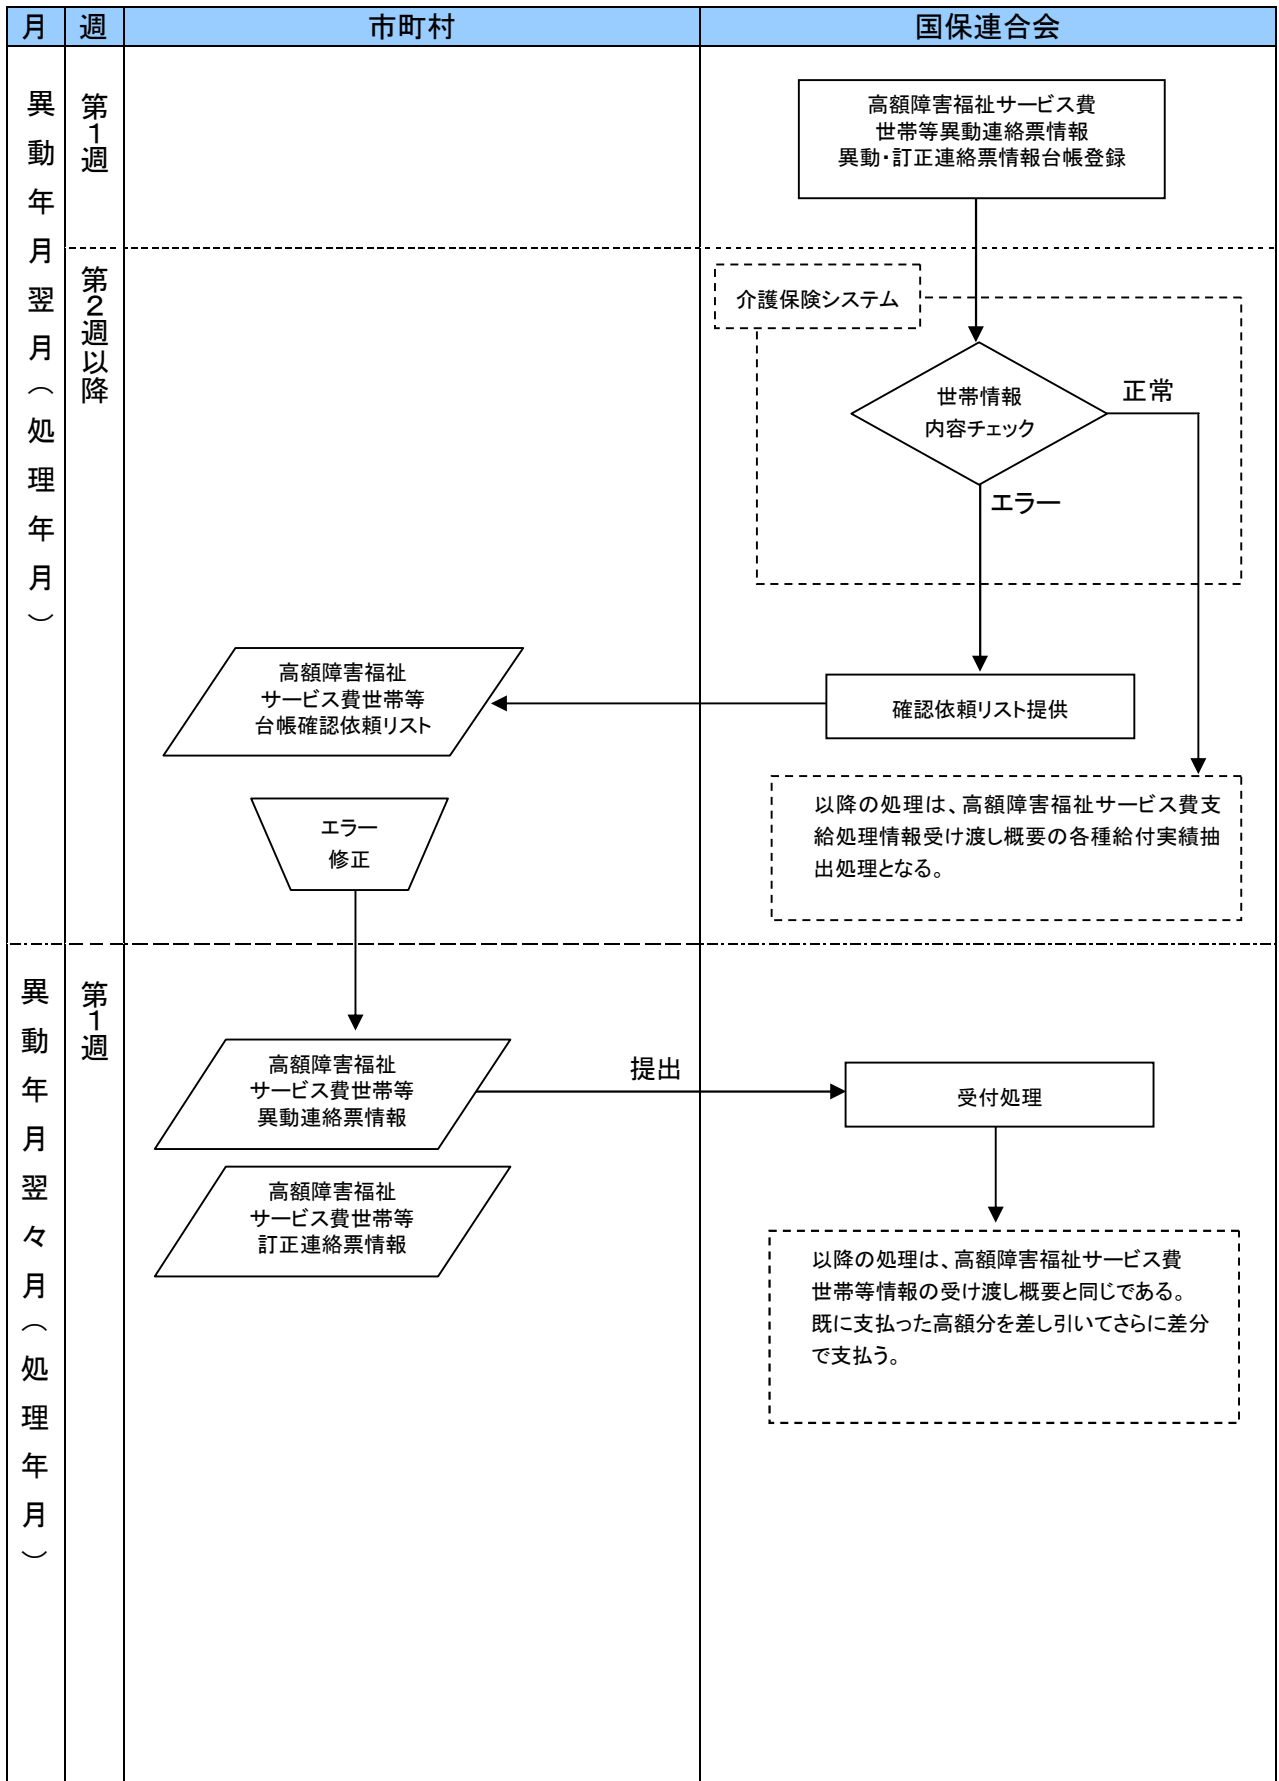 月
週
市町村
国保連合会
異動年月翌月（処理年月）
第1週
高額障害福祉サービス費
世帯等異動連絡票情報
異動・訂正連絡票情報台帳登録
第2週以降
介護保険システム
世帯情報
内容チェック
正常
エラー
高額障害福祉
サービス費世帯等
台帳確認依頼リスト
確認依頼リスト提供
エラー
修正
以降の処理は、高額障害福祉サービス費支
給処理情報受け渡し概要の各種給付実績抽
出処理となる。
異動年月翌々月（処理年月）
第1週
高額障害福祉
サービス費世帯等
異動連絡票情報
提出
受付処理
高額障害福祉
サービス費世帯等
訂正連絡票情報
以降の処理は、高額障害福祉サービス費
世帯等情報の受け渡し概要と同じである。
既に支払った高額分を差し引いてさらに差分
で支払う。